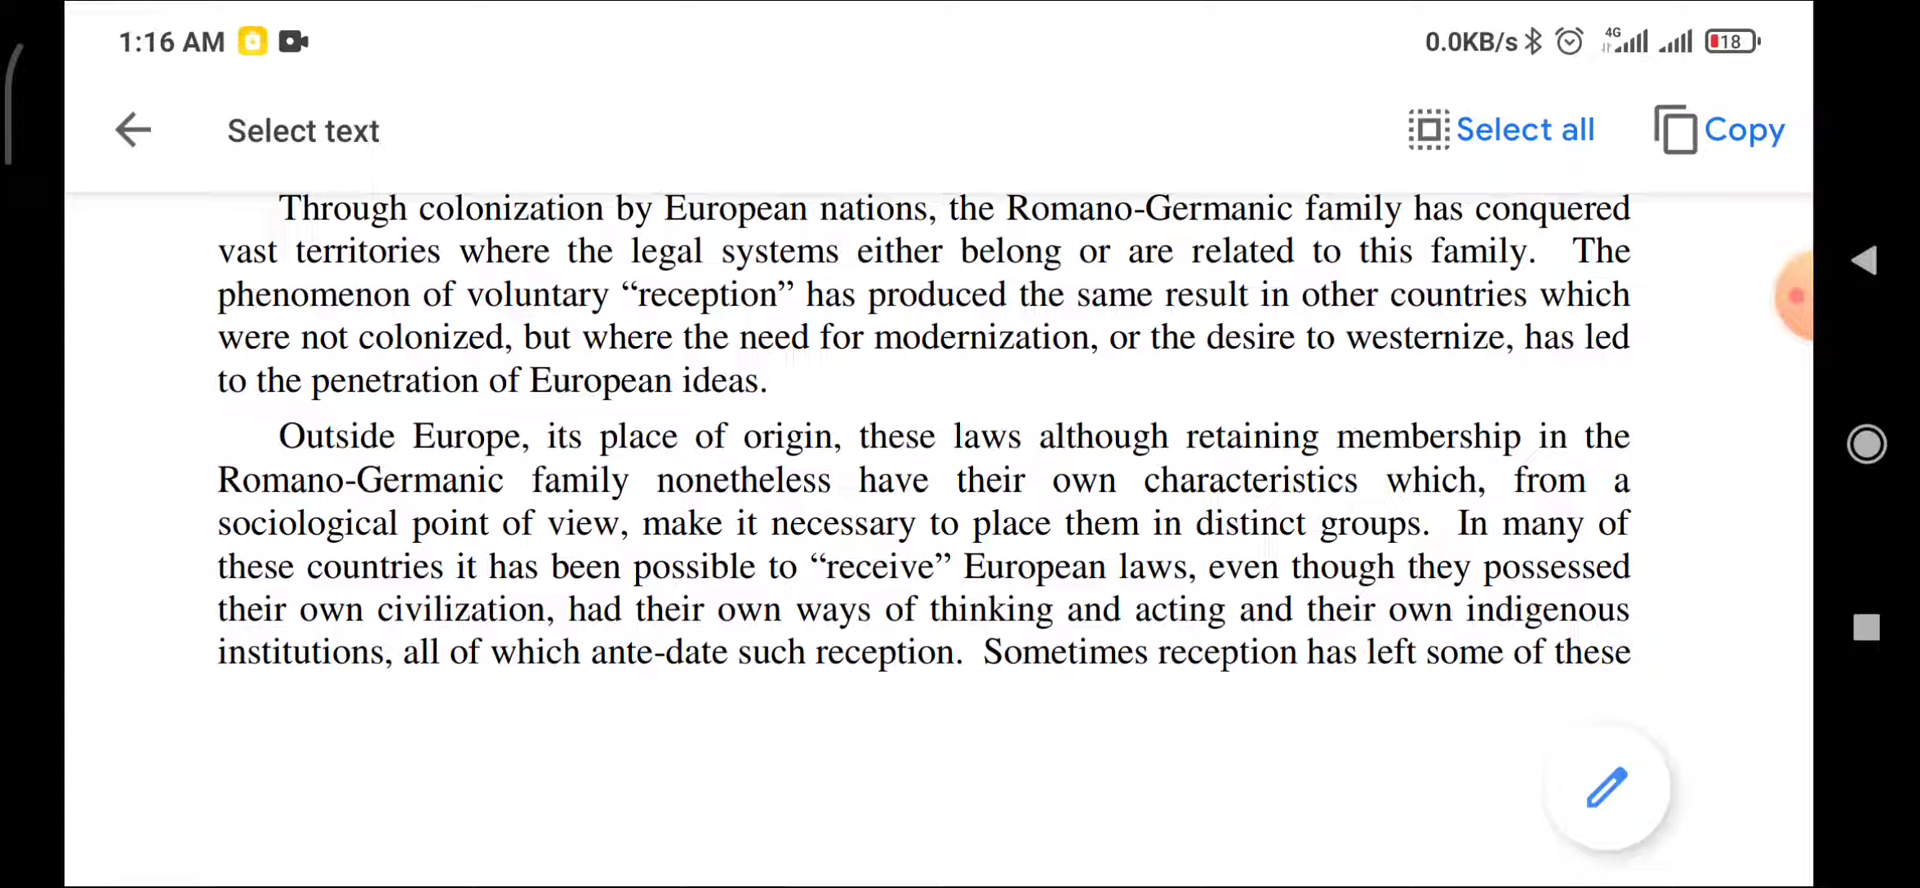 1:16 AM
0.0KB/s 4G 18
Select text
Select all
Copy
Through colonization by European nations, the Romano-Germanic family has conquered
vast territories where the legal systems either belong or are related to this family. The
phenomenon of voluntary “reception” has produced the same result in other countries which
were not colonized, but where the need for modernization, or the desire to westernize, has led
to the penetration of European ideas.
Outside Europe, its place of origin, these laws although retaining membership in the
Romano-Germanic family nonetheless have their own characteristics which, from a
sociological point of view, make it necessary to place them in distinct groups. In many of
these countries it has been possible to “receive” European laws, even though they possessed
their own civilization, had their own ways of thinking and acting and their own indigenous
institutions, all of which ante-date such reception. Sometimes reception has left some of these